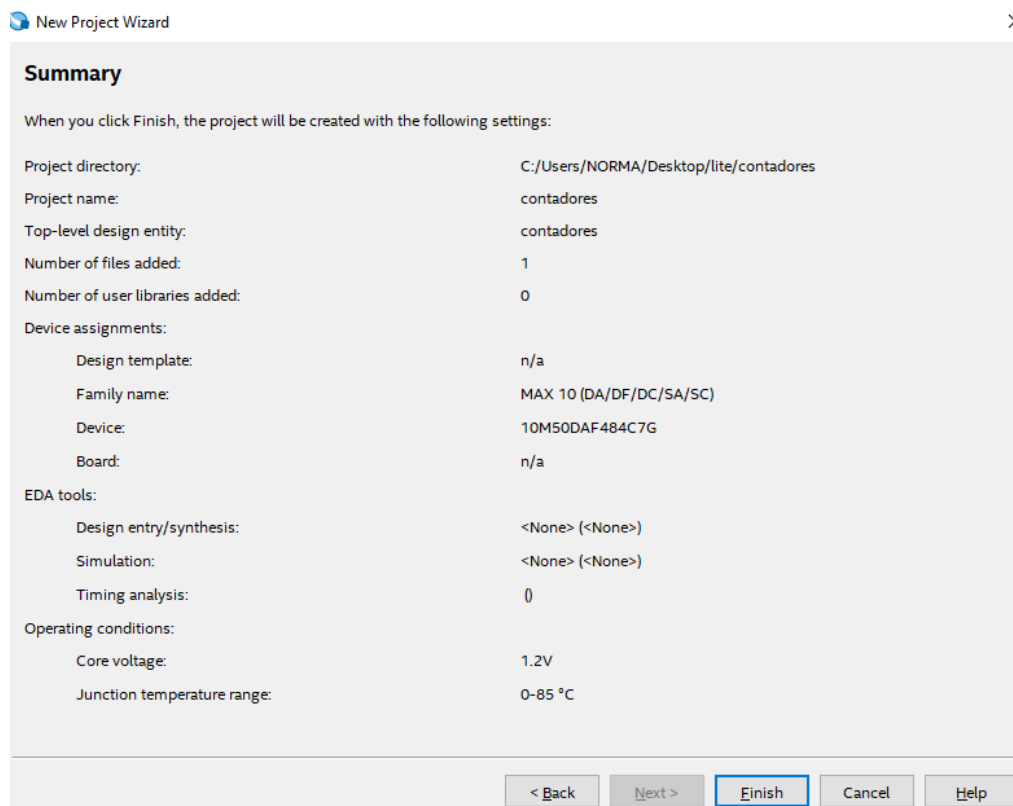 New Project Wizard
Summary
When you click Finish, the project will be created with the following settings:
Project directory: C:/Users/NORMA/Desktop/lite/contadores
Project name: contadores
Top-level design entity: contadores
Number of files added: 1
Number of user libraries added: 0
Device assignments:
Design template: n/a
Family name: MAX 10 (DA/DF/DC/SA/SC)
Device: 10M50DAF484C7G
Board: n/a
EDA tools:
Design entry/synthesis: <None> (<None>)
Simulation: <None> (<None>)
Timing analysis: ()
Operating conditions:
Core voltage: 1.2V
Junction temperature range: 0-85 °C
< Back Next > Finish Cancel Help